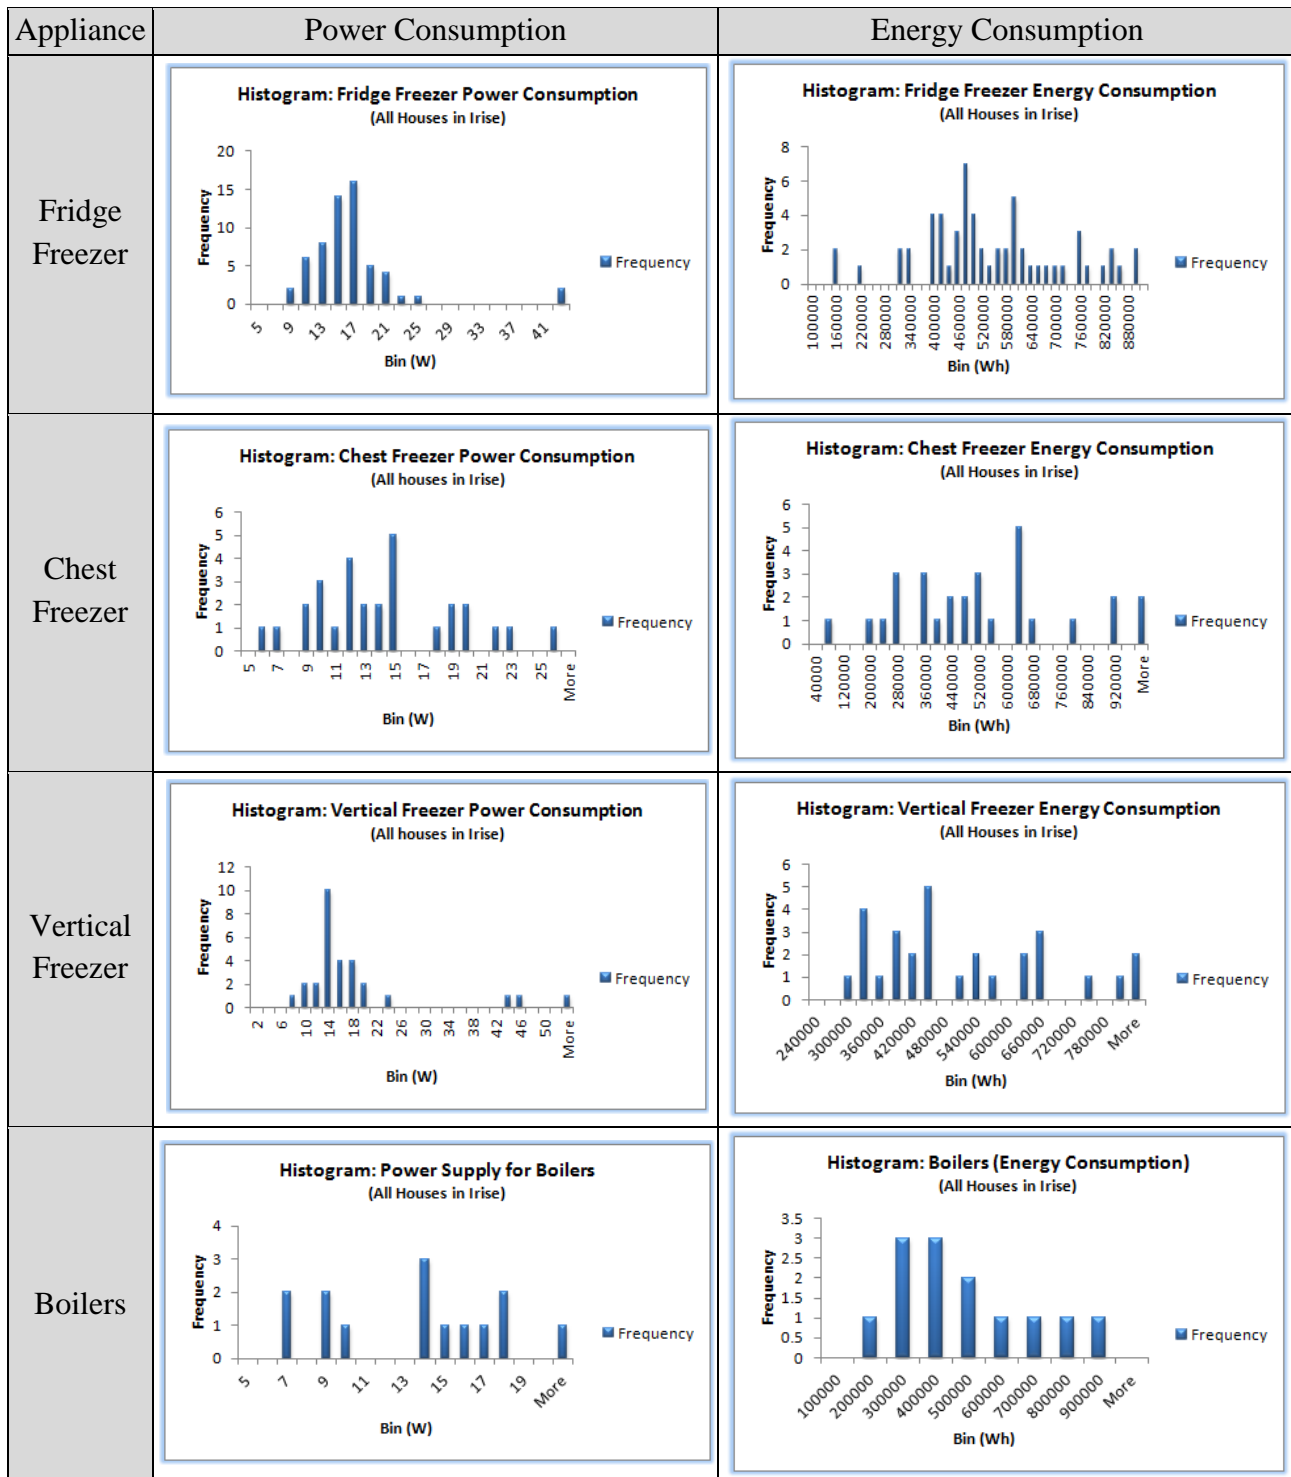 Appliance
Power Consumption
Energy Consumption
Fridge
Freezer
Histogram: Fridge Freezer Power Consumption
(All Houses in Irise)
Frequency
20
15
10
5
0
5 9 13 17 21 25 29 33 37 41
Bin (W)
Frequency
Histogram: Fridge Freezer Energy Consumption
(All Houses in Irise)
Frequency
8
6
4
2
0
100000 160000 220000 280000 340000 400000 460000 520000 580000 640000 700000 760000 820000 880000
Bin (Wh)
Frequency
Chest
Freezer
Histogram: Chest Freezer Power Consumption
(All houses in Irise)
Frequency
6
5
4
3
2
1
0
5 7 9 11 13 15 17 19 21 23 25 More
Bin (W)
Frequency
Histogram: Chest Freezer Energy Consumption
(All Houses in Irise)
Frequency
6
5
4
3
2
1
0
40000 120000 200000 280000 360000 440000 520000 600000 680000 760000 840000 920000 More
Bin (Wh)
Frequency
Vertical
Freezer
Histogram: Vertical Freezer Power Consumption
(All houses in Irise)
Frequency
12
10
8
6
4
2
0
2 6 10 14 18 22 26 30 34 38 42 46 50 More
Bin (W)
Frequency
Histogram: Vertical Freezer Energy Consumption
(All Houses in Irise)
Frequency
6
5
4
3
2
1
0
240000 300000 360000 420000 480000 540000 600000 660000 720000 780000 More
Bin (Wh)
Frequency
Boilers
Histogram: Power Supply for Boilers
(All Houses in Irise)
Frequency
4
3
2
1
0
5 7 9 11 13 15 17 19 More
Bin (W)
Frequency
Histogram: Boilers (Energy Consumption)
(All Houses in Irise)
Frequency
3.5
3
2.5
2
1.5
1
0.5
0
100000 200000 300000 400000 500000 600000 700000 800000 900000 More
Bin (Wh)
Frequency